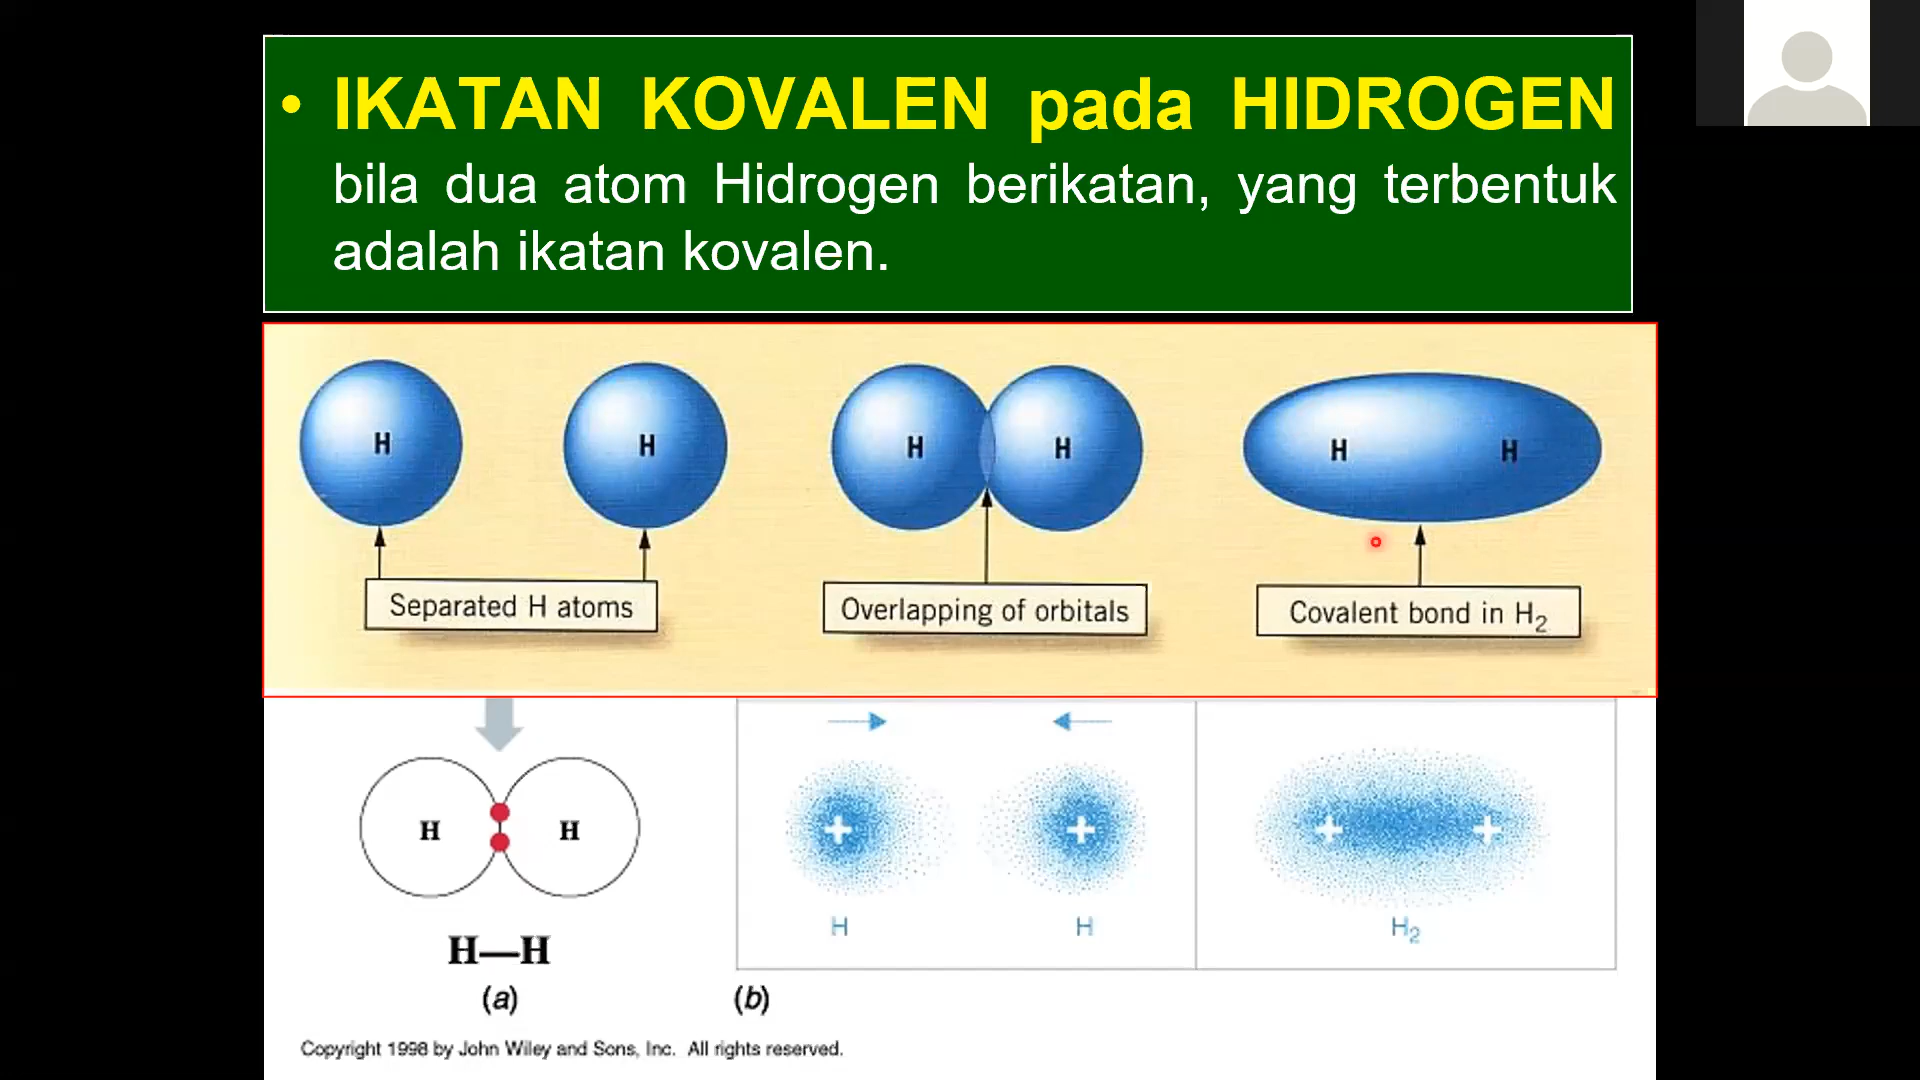 • IKATAN KOVALEN pada HIDROGEN
bila dua atom Hidrogen berikatan, yang terbentuk
adalah ikatan kovalen.
H H H H H H
Separated H atoms
Overlapping of orbitals
Covalent bond in H₂
H H
H—H
(a)
+ + + +
H H H₂
(b)
Copyright 1998 by John Wiley and Sons, Inc. All rights reserved.